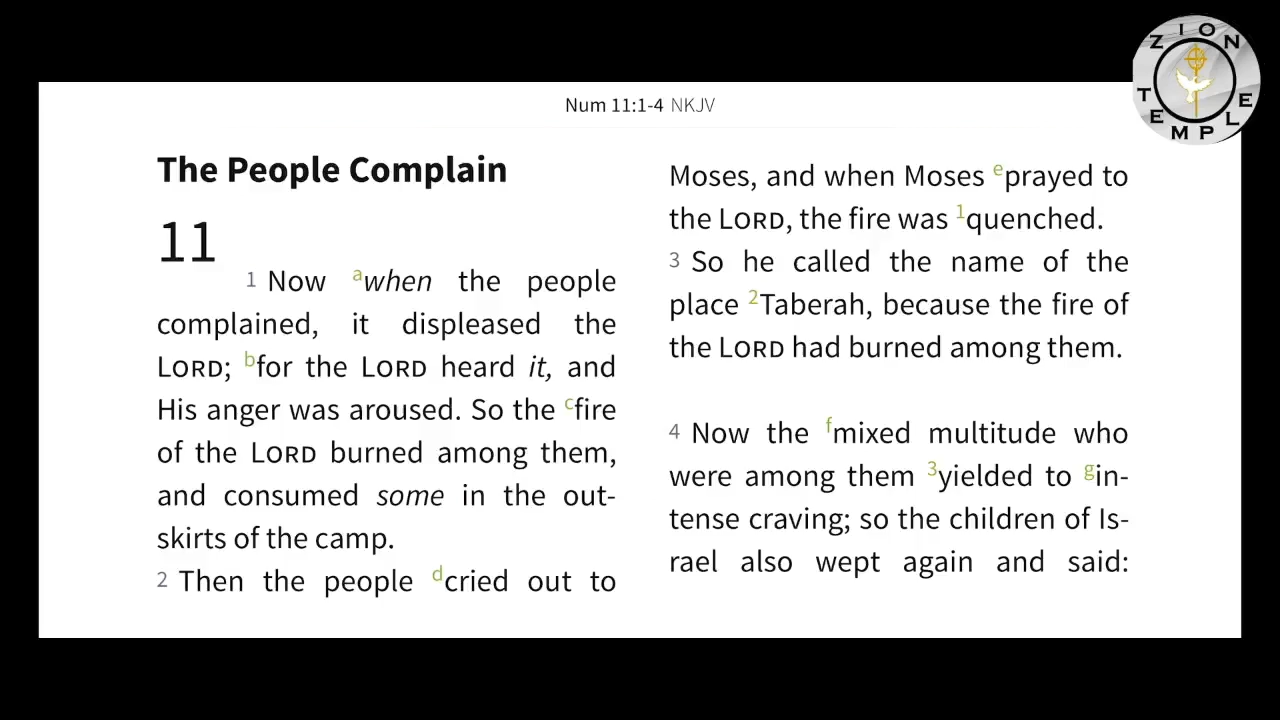 Num 11:1-4 NKJV
ZION
TEMPLE
The People Complain
11
1 Now ᵃwhen the people
complained, it displeased the
LORD; ᵇfor the LORD heard it, and
His anger was aroused. So the ᶜfire
of the LORD burned among them,
and consumed some in the out-
skirts of the camp.
2 Then the people ᵈcried out to
Moses, and when Moses ᵉprayed to
the LORD, the fire was ¹quenched.
3 So he called the name of the
place ²Taberah, because the fire of
the LORD had burned among them.
4 Now the ᶠmixed multitude who
were among them ³yielded to ᵍin-
tense craving; so the children of Is-
rael also wept again and said: